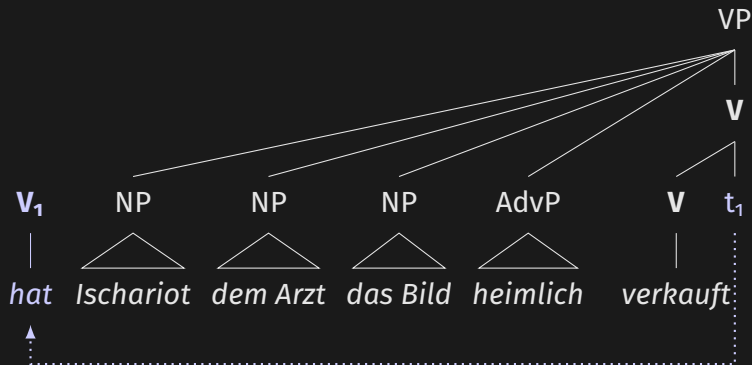 VP
V
V₁ NP NP NP AdvP V t₁
hat Ischariot dem Arzt das Bild heimlich verkauft